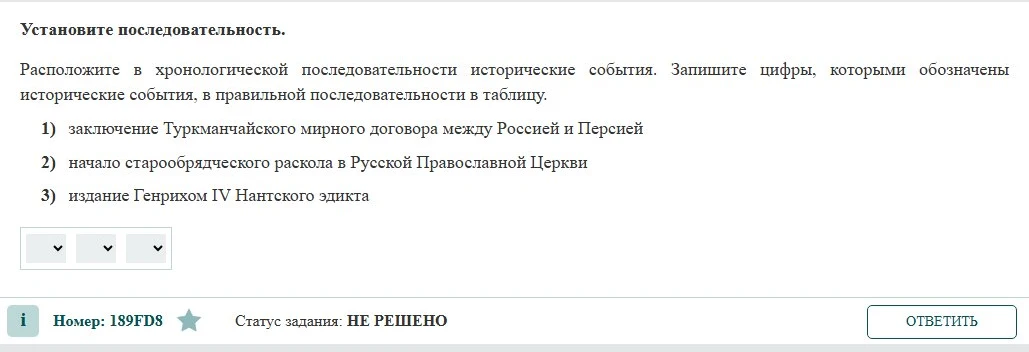 Установите последовательность.
Расположите в хронологической последовательности исторические события. Запишите цифры, которыми обозначены
исторические события, в правильной последовательности в таблицу.
1) заключение Туркманчайского мирного договора между Россией и Персией
2) начало старообрядческого раскола в Русской Православной Церкви
3) издание Генрихом IV Нантского эдикта
i Номер: 189FD8 Статус задания: НЕ РЕШЕНО ОТВЕТИТЬ